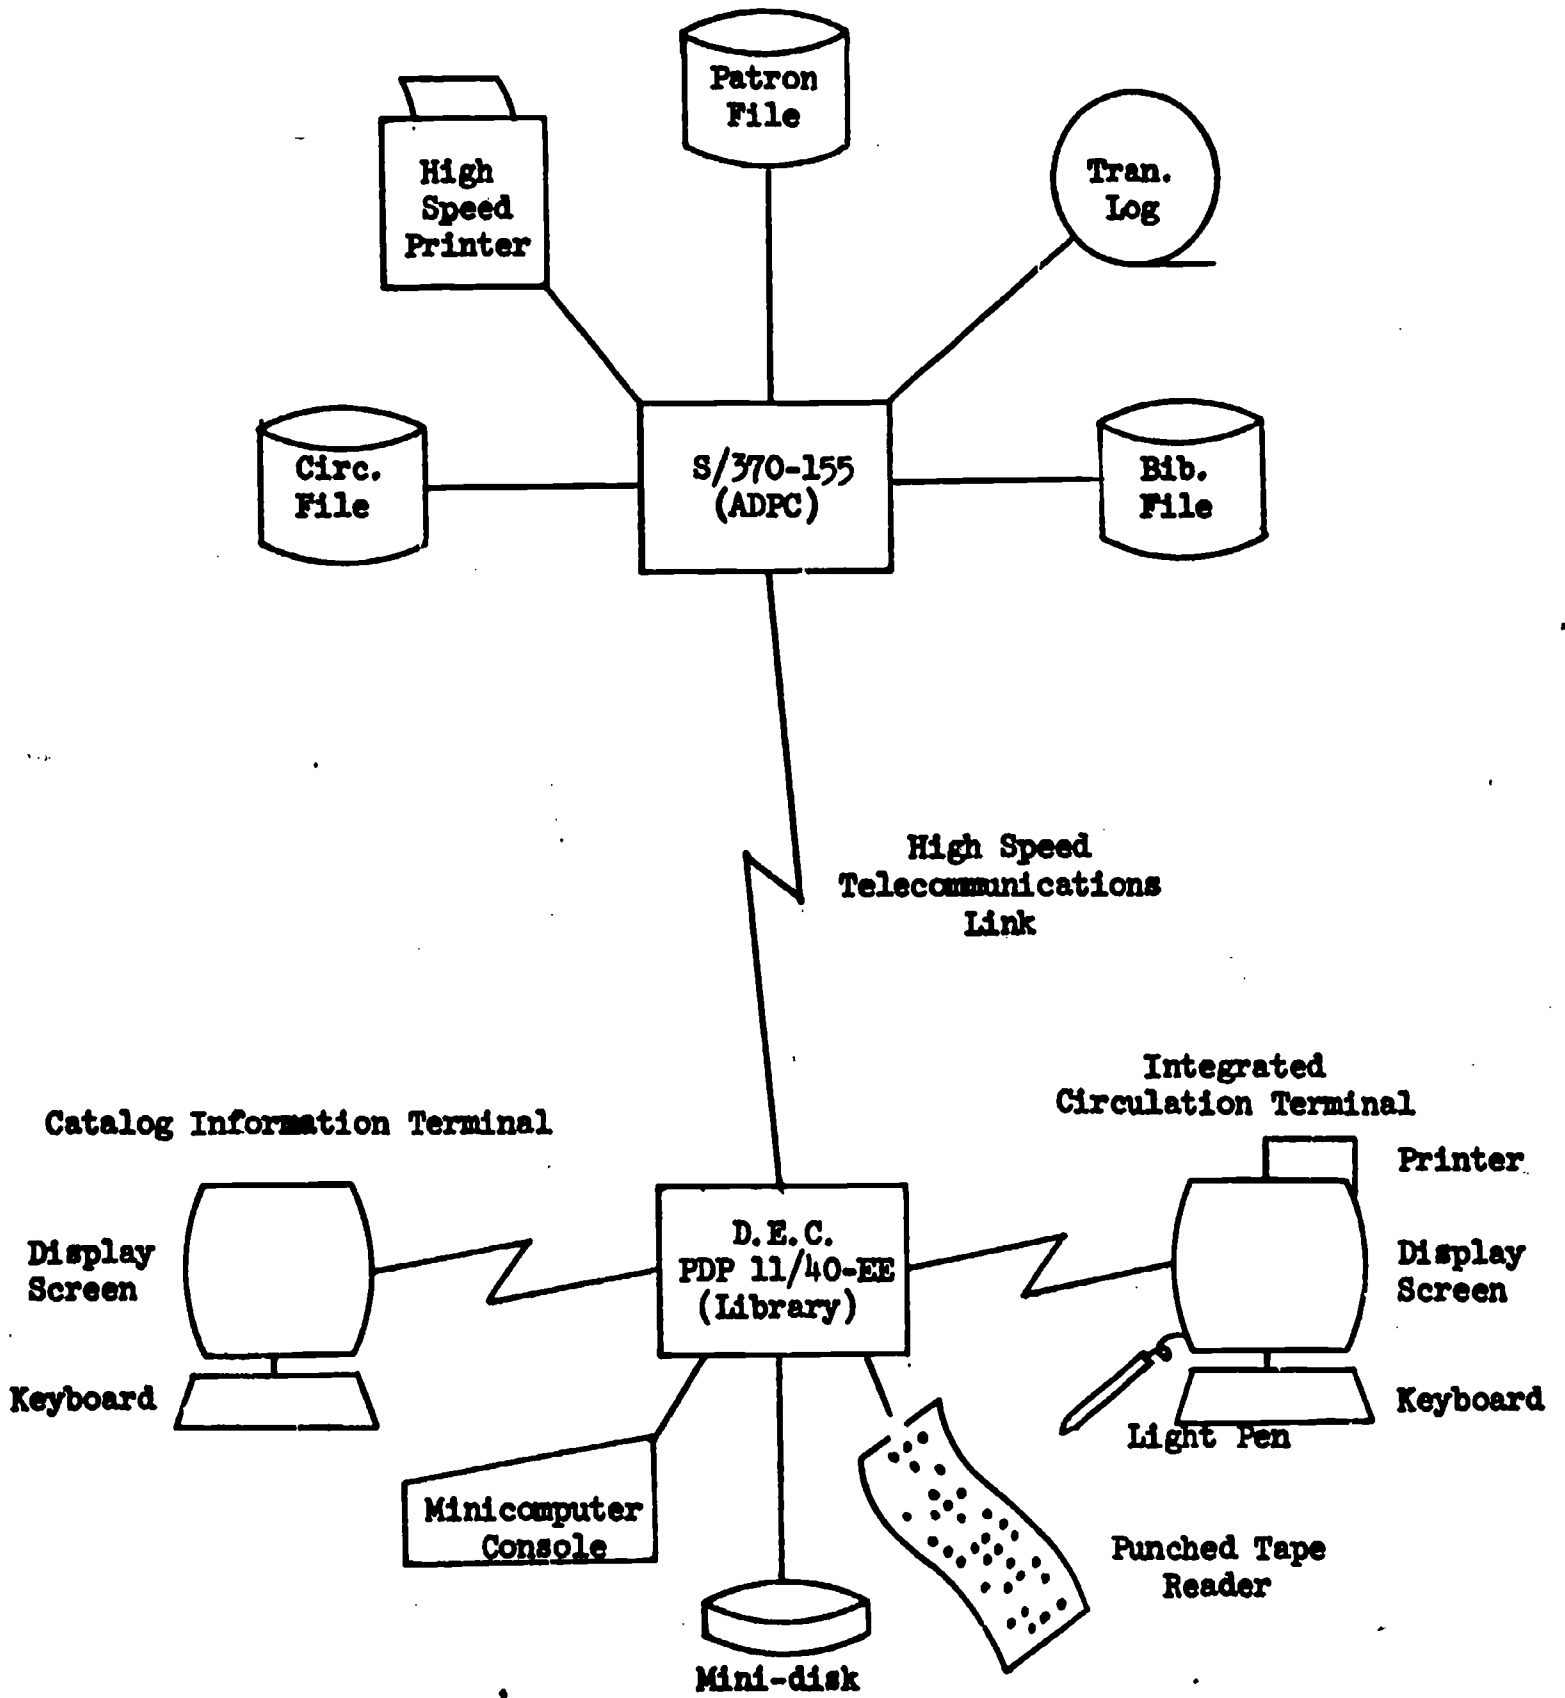 Patron
File
High
Speed
Printer
Tran.
Log
Circ.
File
S/370-155
(ADPC)
Bib.
File
High Speed
Telecommunications
Link
Catalog Information Terminal
Integrated
Circulation Terminal
Printer
Display
Screen
D.E.C.
PDP 11/40-EE
(Library)
Display
Screen
Keyboard
Keyboard
Light Pen
Minicomputer
Console
Punched Tape
Reader
Mini-disk